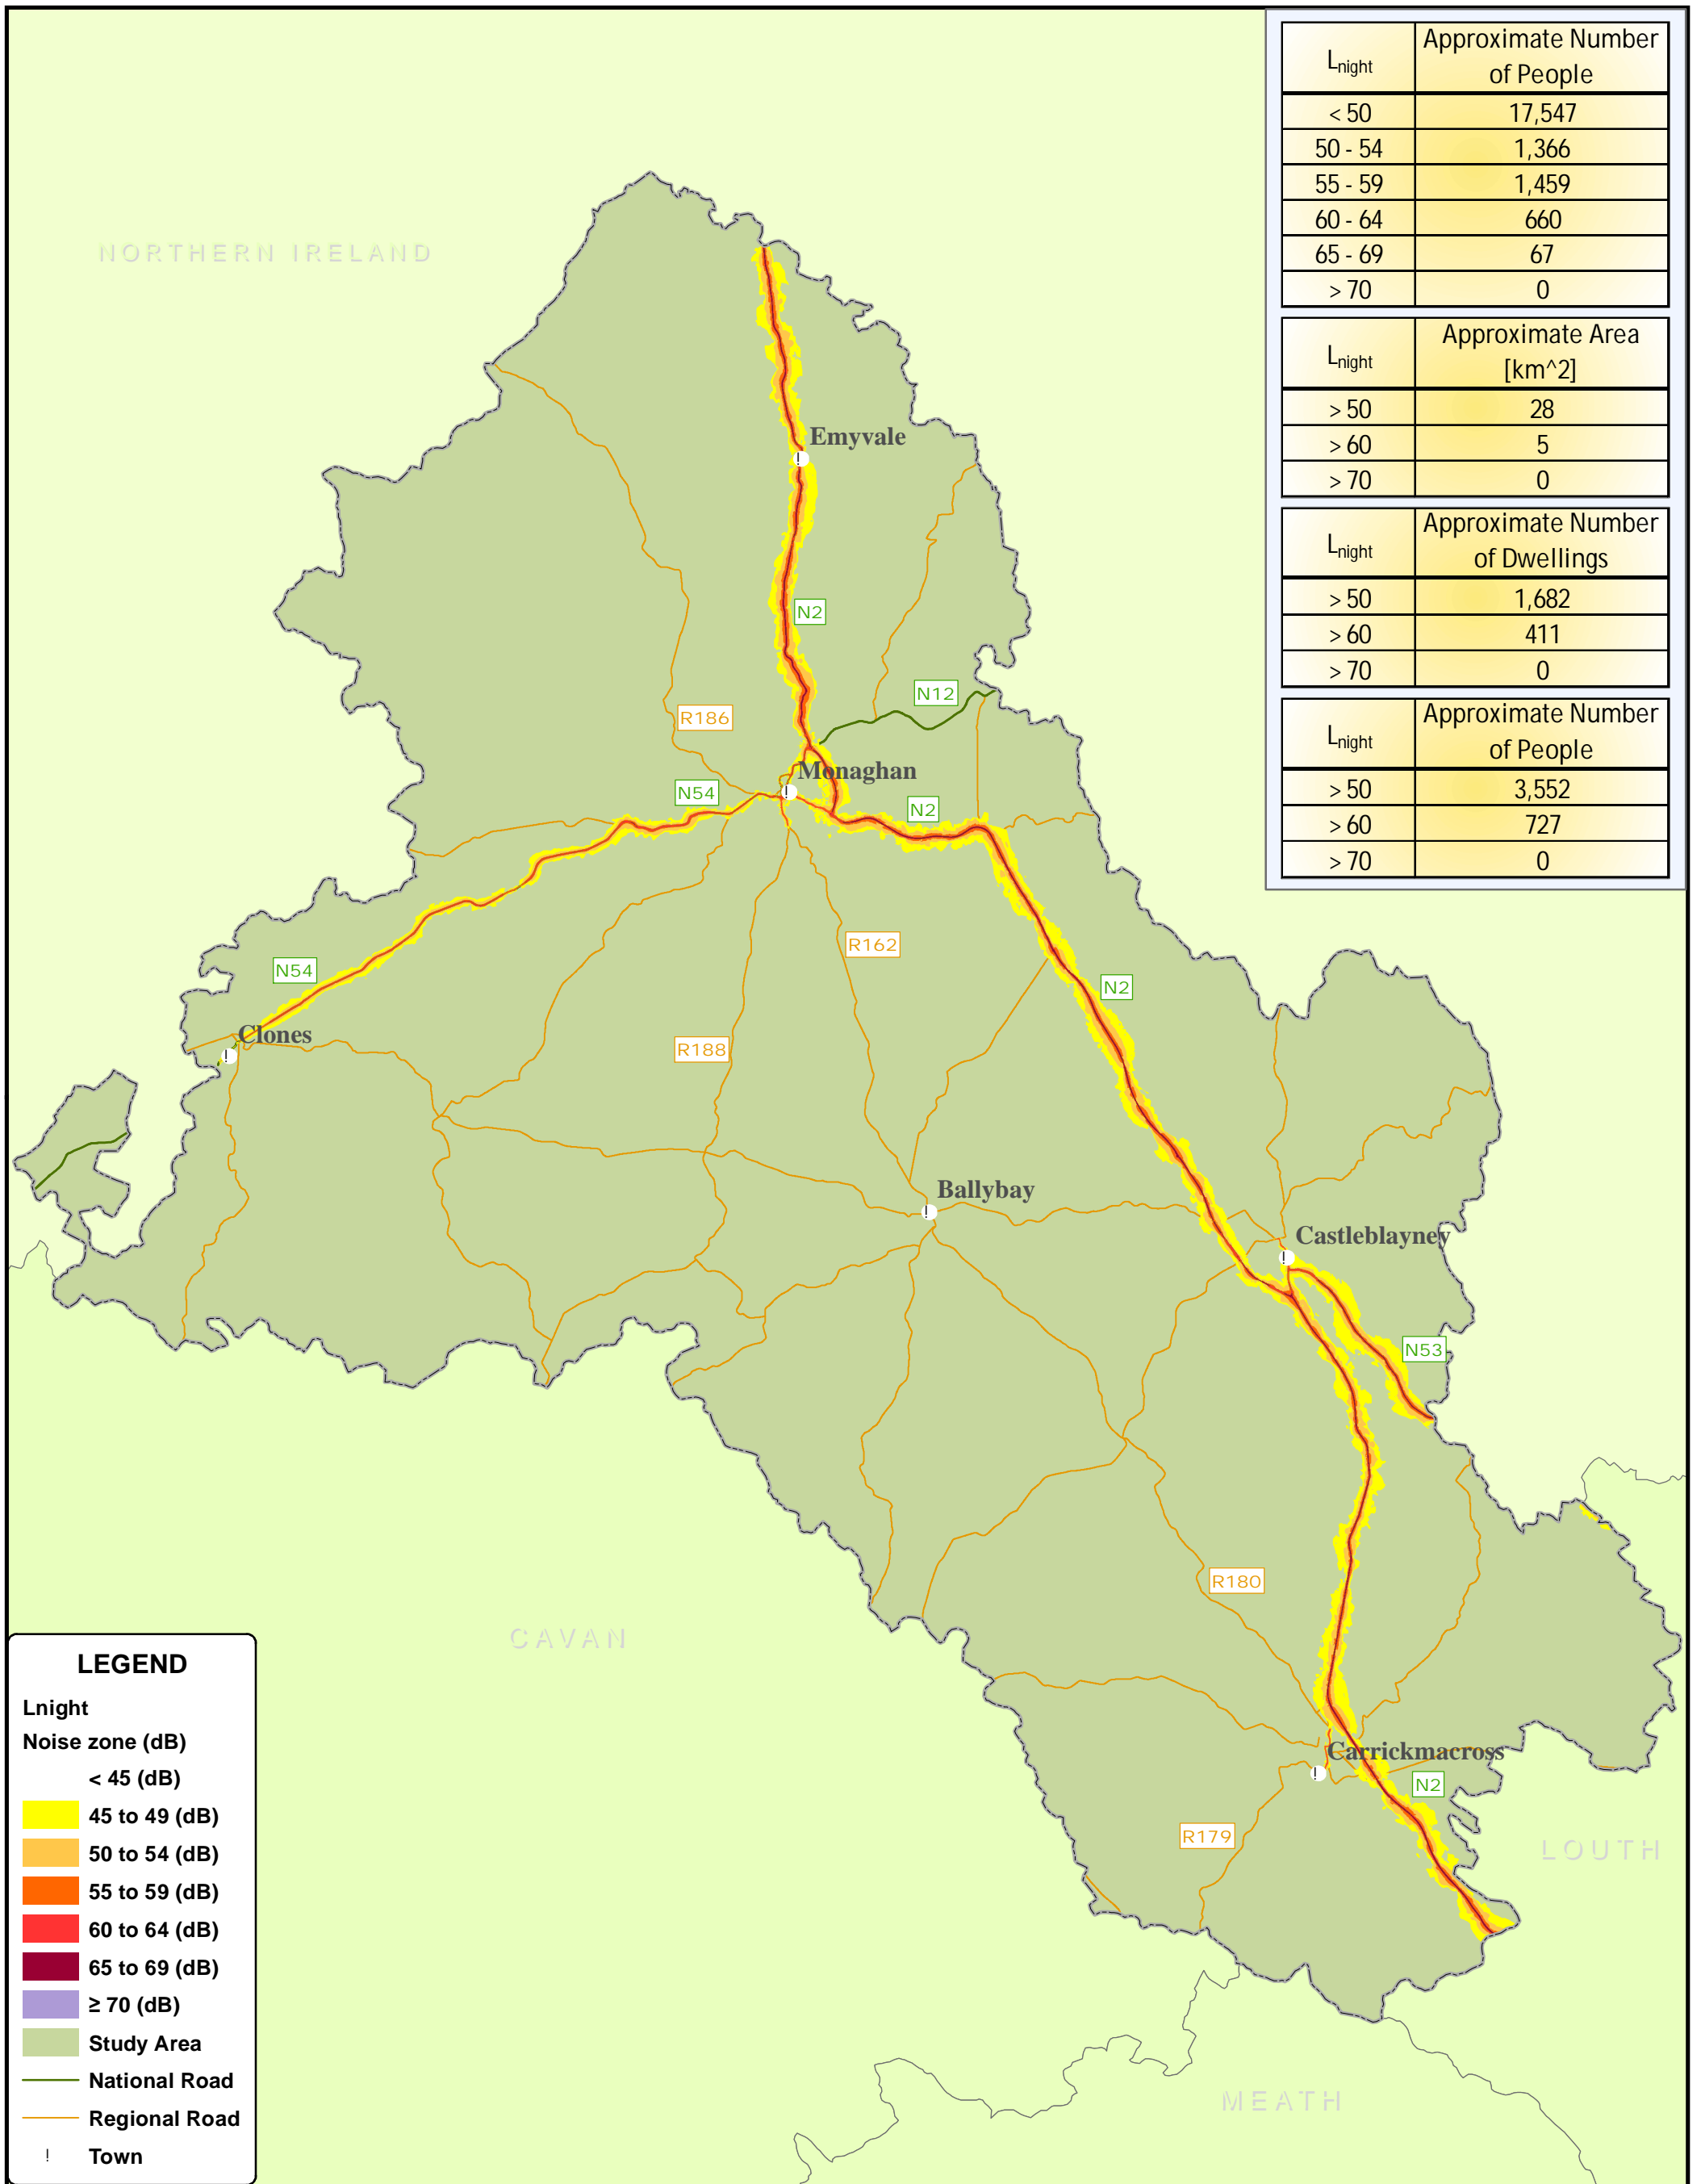 Lnight Approximate Number of People
< 50 17,547
50 - 54 1,366
55 - 59 1,459
60 - 64 660
65 - 69 67
> 70 0
Lnight Approximate Area [km^2]
> 50 28
> 60 5
> 70 0
Lnight Approximate Number of Dwellings
> 50 1,682
> 60 411
> 70 0
Lnight Approximate Number of People
> 50 3,552
> 60 727
> 70 0
NORTHERN IRELAND
Emyvale
N2
N12
R186
Monaghan
N54
N2
R162
N54
N2
Clones
R188
Ballybay
Castleblayney
N53
R180
CAVAN
Carrickmacross
N2
R179
LOUTH
MEATH
LEGEND
Lnight
Noise zone (dB)
< 45 (dB)
45 to 49 (dB)
50 to 54 (dB)
55 to 59 (dB)
60 to 64 (dB)
65 to 69 (dB)
≥ 70 (dB)
Study Area
National Road
Regional Road
! Town